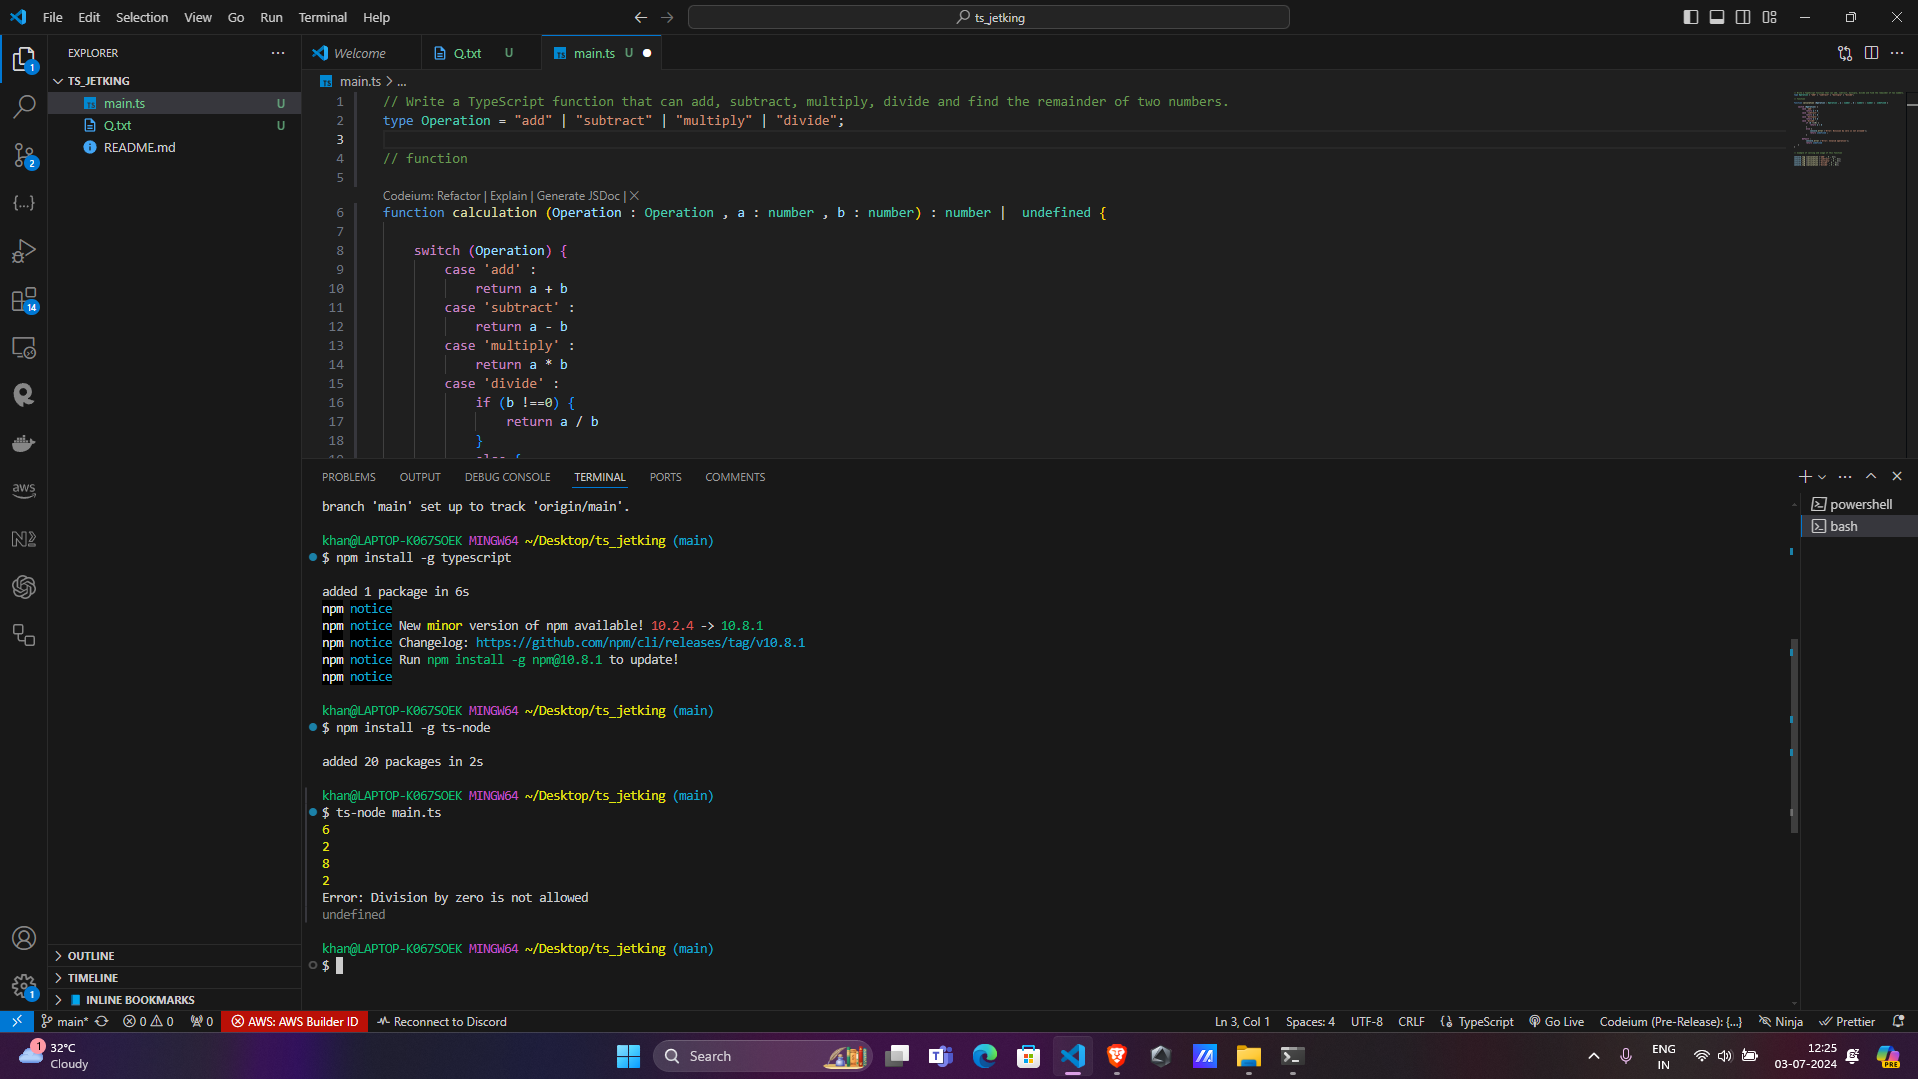 File Edit Selection View Go Run Terminal Help
ts_jetking
EXPLORER
Welcome
Q.txt U
main.ts U
TS_JETKING
main.ts U
Q.txt U
README.md
main.ts > ...
1 // Write a TypeScript function that can add, subtract, multiply, divide and find the remainder of two numbers.
2 type Operation = "add" | "subtract" | "multiply" | "divide";
3
4 // function
5
Codeium: Refactor | Explain | Generate JSDoc | X
6 function calculation (Operation : Operation , a : number , b : number) : number | undefined {
7
8 switch (Operation) {
9 case 'add' :
10 return a + b
11 case 'subtract' :
12 return a - b
13 case 'multiply' :
14 return a * b
15 case 'divide' :
16 if (b !==0) {
17 return a / b
18 }
19 else {
PROBLEMS OUTPUT DEBUG CONSOLE TERMINAL PORTS COMMENTS
powershell
bash
branch 'main' set up to track 'origin/main'.
khan@LAPTOP-K067SOEK MINGW64 ~/Desktop/ts_jetking (main)
$ npm install -g typescript
added 1 package in 6s
npm notice
npm notice New minor version of npm available! 10.2.4 -> 10.8.1
npm notice Changelog: https://github.com/npm/cli/releases/tag/v10.8.1
npm notice Run npm install -g npm@10.8.1 to update!
npm notice
khan@LAPTOP-K067SOEK MINGW64 ~/Desktop/ts_jetking (main)
$ npm install -g ts-node
added 20 packages in 2s
khan@LAPTOP-K067SOEK MINGW64 ~/Desktop/ts_jetking (main)
$ ts-node main.ts
6
2
8
2
Error: Division by zero is not allowed
undefined
khan@LAPTOP-K067SOEK MINGW64 ~/Desktop/ts_jetking (main)
$
1
2
14
aws
1
OUTLINE
TIMELINE
INLINE BOOKMARKS
main* 0 0 0 AWS: AWS Builder ID Reconnect to Discord
Ln 3, Col 1 Spaces: 4 UTF-8 CRLF TypeScript Go Live Codeium (Pre-Release): {...} Ninja Prettier
1 32°C
Cloudy
Search
ENG
IN
12:25
03-07-2024
PRE